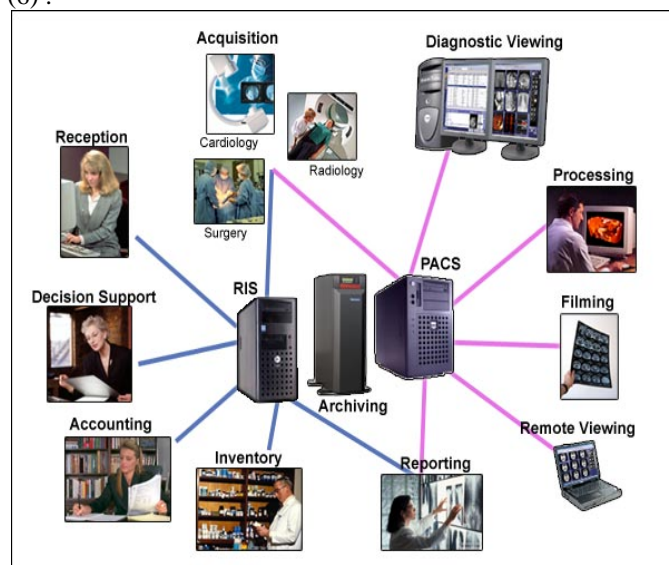 (6) .
Acquisition
Diagnostic Viewing
Cardiology
Radiology
Reception
Surgery
Processing
RIS
PACS
Decision Support
Filming
Archiving
Accounting
Inventory
Reporting
Remote Viewing